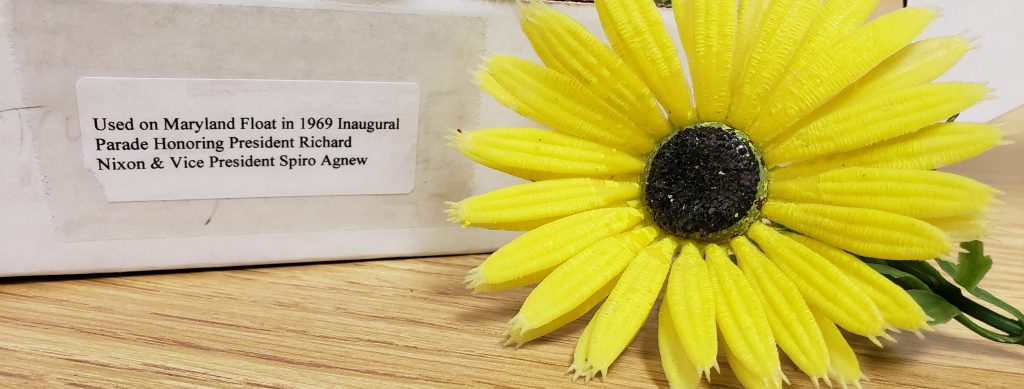 Used on Maryland Float in 1969 Inaugural
Parade Honoring President Richard
Nixon & Vice President Spiro Agnew